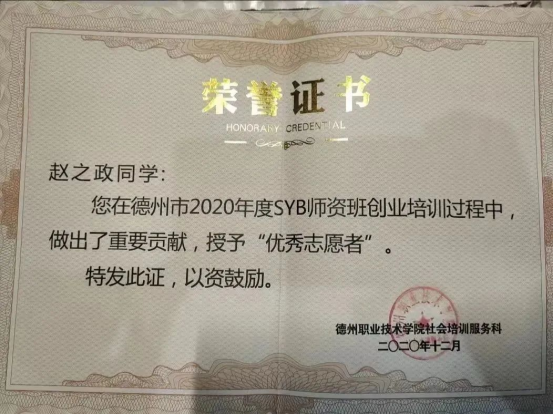 荣誉证书
HONORARY CREDENTIAL
赵之政同学：
您在德州市2020年度SYB师资班创业培训过程中，
做出了重要贡献，授予“优秀志愿者”。
特发此证，以资鼓励。
德州职业技术学院社会培训服务科
二〇二〇年十二月